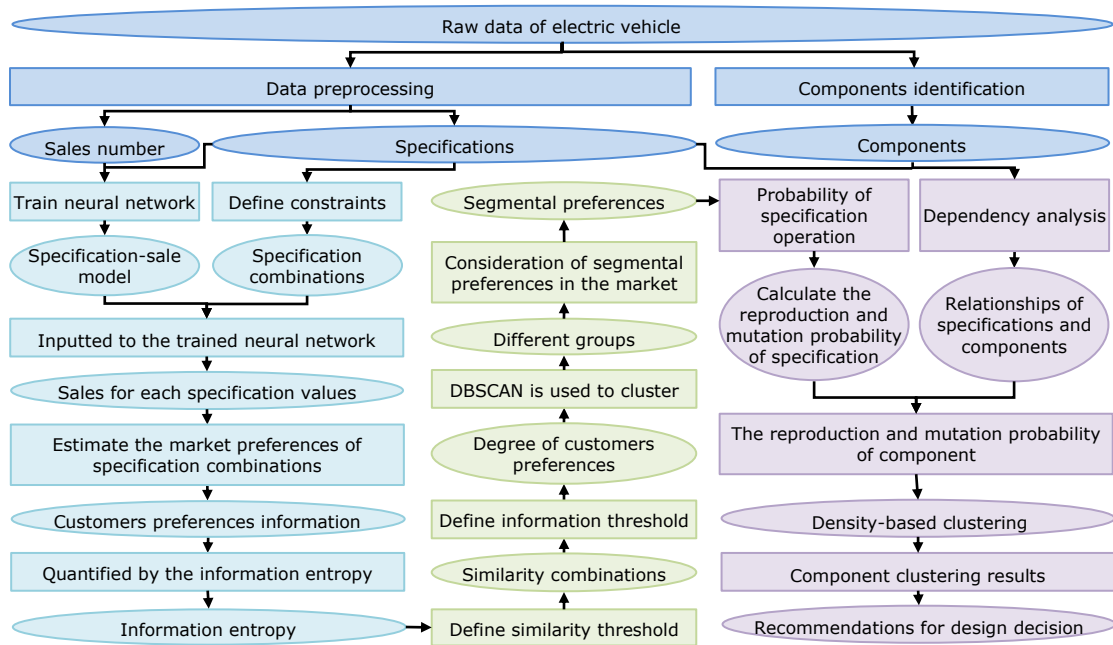 Raw data of electric vehicle
Data preprocessing
Components identification
Sales number
Specifications
Components
Train neural network
Define constraints
Segmental preferences
Probability of
specification
operation
Dependency analysis
Specification-sale
model
Specification
combinations
Consideration of segmental
preferences in the market
Calculate the
reproduction and
mutation probability
of specification
Relationships of
specifications and
components
Inputted to the trained neural network
Different groups
Sales for each specification values
DBSCAN is used to cluster
Estimate the market preferences of
specification combinations
Degree of customers
preferences
The reproduction and mutation probability
of component
Customers preferences information
Define information threshold
Density-based clustering
Quantified by the information entropy
Similarity combinations
Component clustering results
Information entropy
Define similarity threshold
Recommendations for design decision